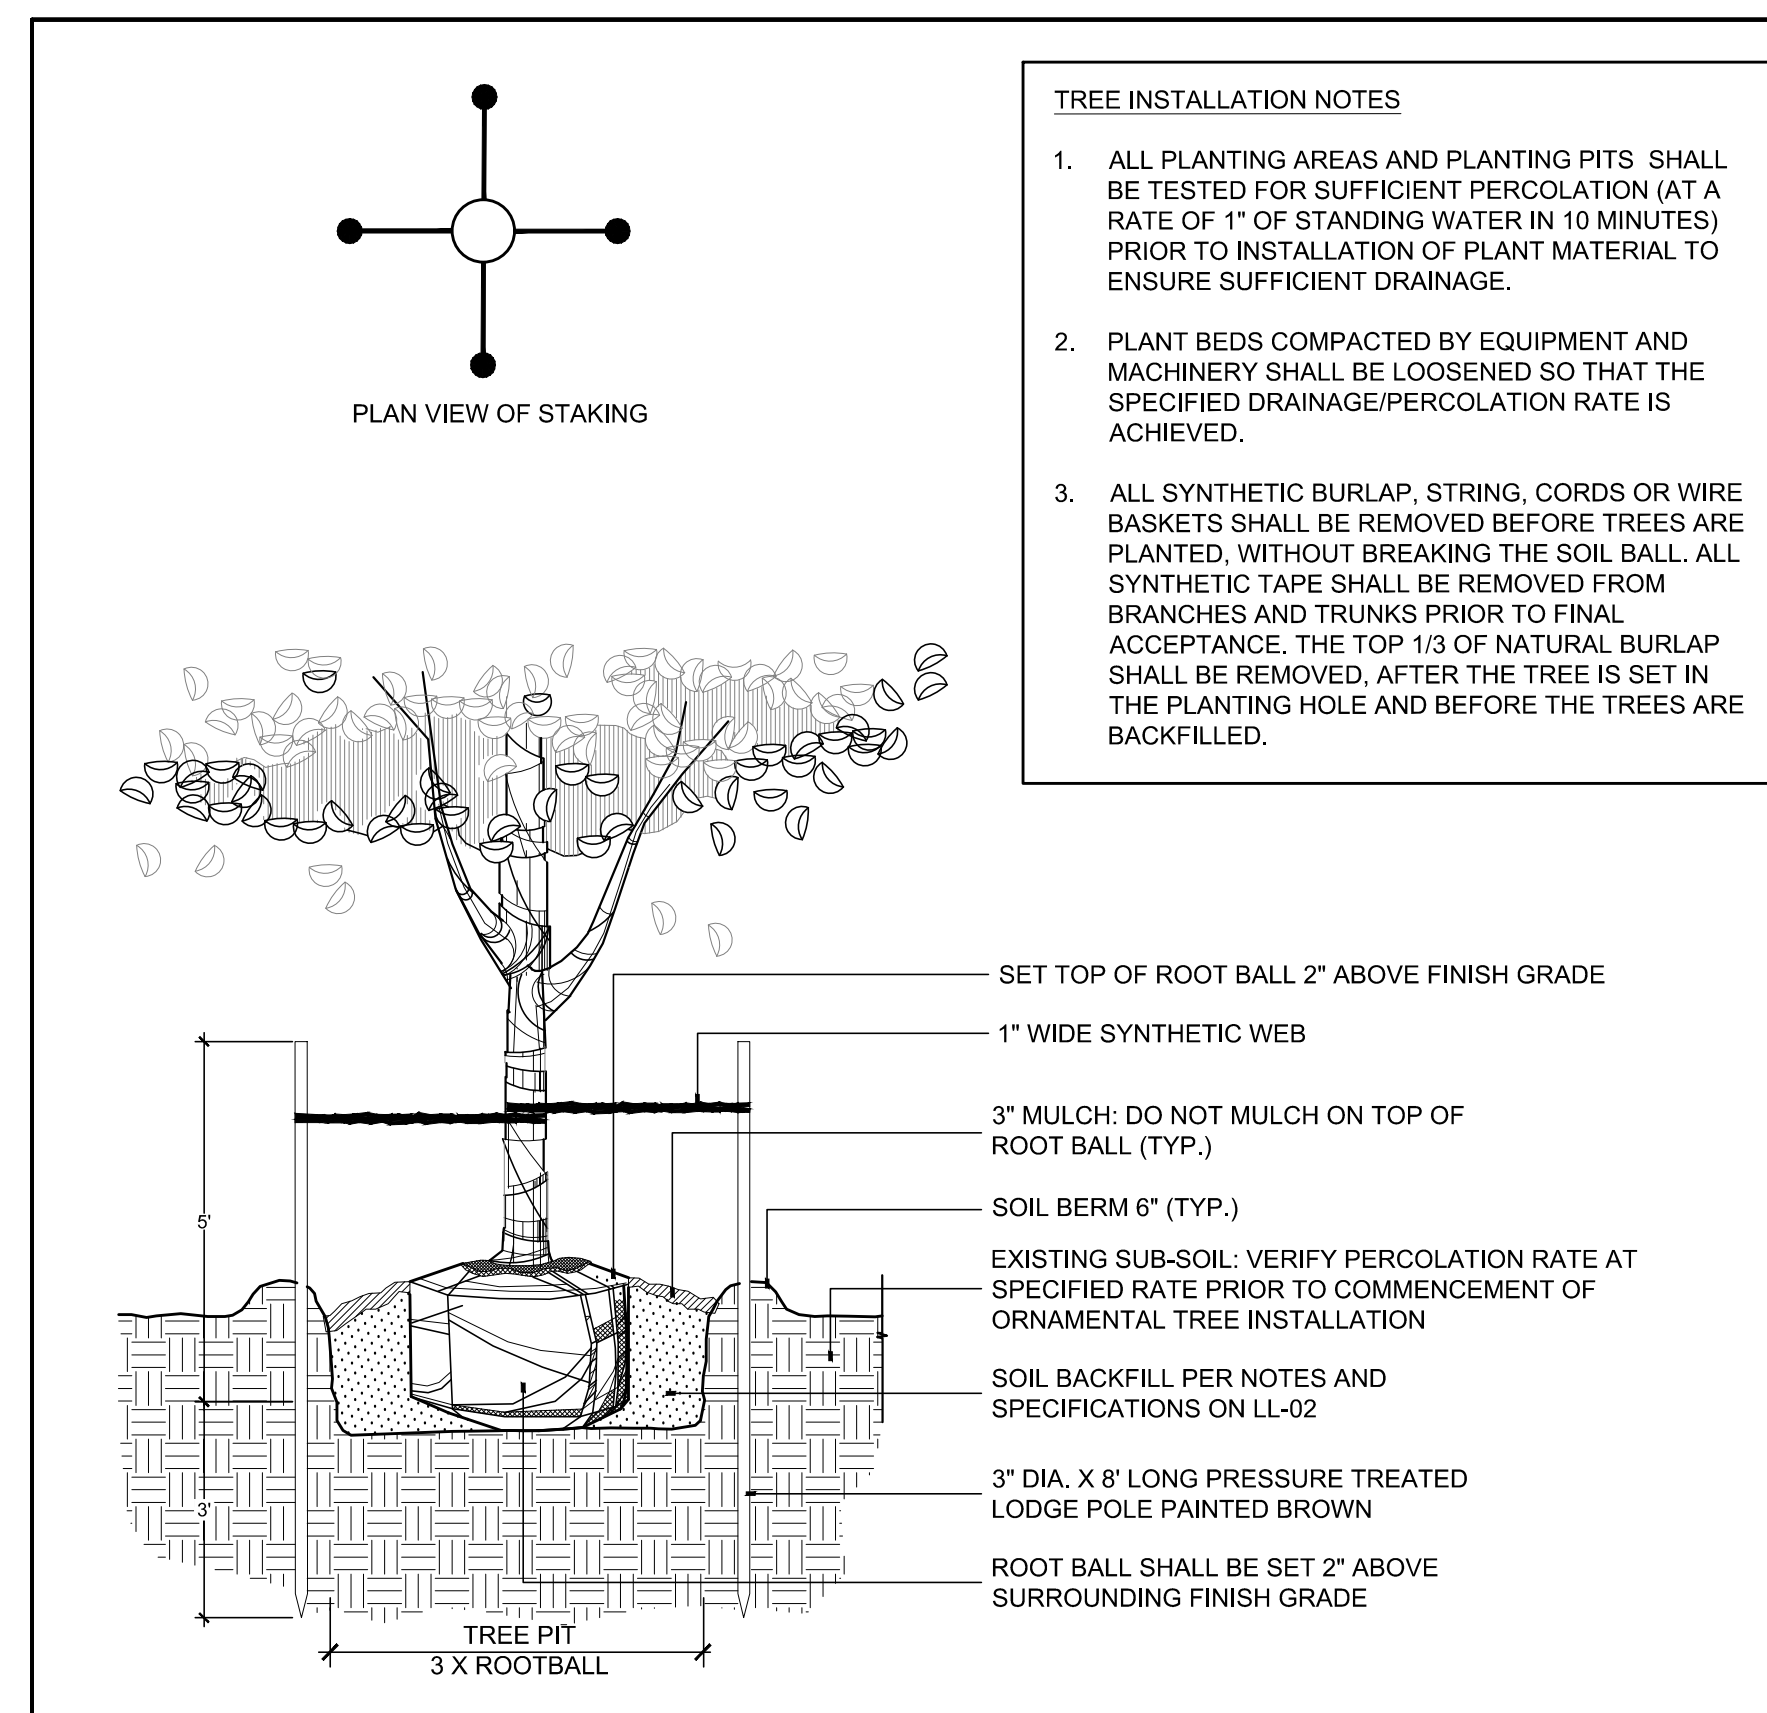 PLAN VIEW OF STAKING
TREE INSTALLATION NOTES
1. ALL PLANTING AREAS AND PLANTING PITS SHALL
BE TESTED FOR SUFFICIENT PERCOLATION (AT A
RATE OF 1" OF STANDING WATER IN 10 MINUTES)
PRIOR TO INSTALLATION OF PLANT MATERIAL TO
ENSURE SUFFICIENT DRAINAGE.
2. PLANT BEDS COMPACTED BY EQUIPMENT AND
MACHINERY SHALL BE LOOSENED SO THAT THE
SPECIFIED DRAINAGE/PERCOLATION RATE IS
ACHIEVED.
3. ALL SYNTHETIC BURLAP, STRING, CORDS OR WIRE
BASKETS SHALL BE REMOVED BEFORE TREES ARE
PLANTED, WITHOUT BREAKING THE SOIL BALL. ALL
SYNTHETIC TAPE SHALL BE REMOVED FROM
BRANCHES AND TRUNKS PRIOR TO FINAL
ACCEPTANCE. THE TOP 1/3 OF NATURAL BURLAP
SHALL BE REMOVED, AFTER THE TREE IS SET IN
THE PLANTING HOLE AND BEFORE THE TREES ARE
BACKFILLED.
SET TOP OF ROOT BALL 2" ABOVE FINISH GRADE
1" WIDE SYNTHETIC WEB
3" MULCH: DO NOT MULCH ON TOP OF
ROOT BALL (TYP.)
SOIL BERM 6" (TYP.)
EXISTING SUB-SOIL: VERIFY PERCOLATION RATE AT
SPECIFIED RATE PRIOR TO COMMENCEMENT OF
ORNAMENTAL TREE INSTALLATION
SOIL BACKFILL PER NOTES AND
SPECIFICATIONS ON LL-02
3" DIA. X 8' LONG PRESSURE TREATED
LODGE POLE PAINTED BROWN
ROOT BALL SHALL BE SET 2" ABOVE
SURROUNDING FINISH GRADE
5'
3'
TREE PIT
3 X ROOTBALL